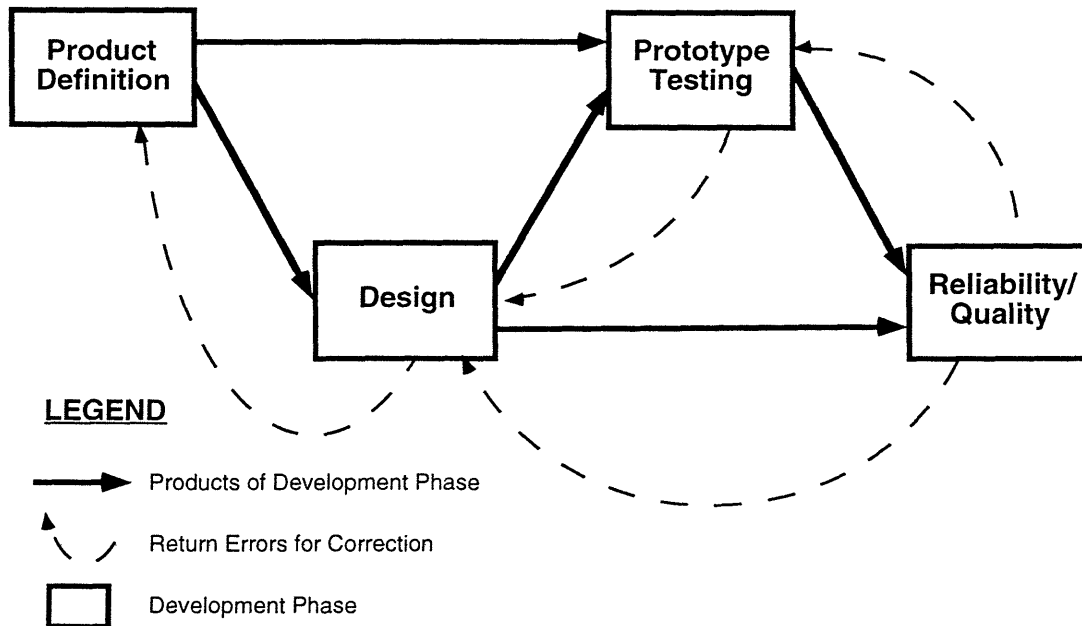 Product
Definition
Prototype
Testing
Design
Reliability/
Quality
LEGEND
Products of Development Phase
Return Errors for Correction
Development Phase